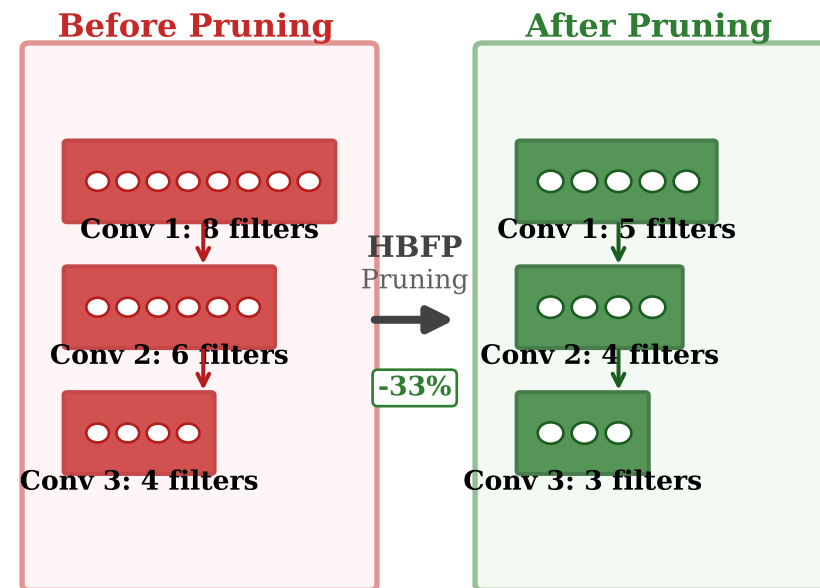 Before Pruning
Conv 1: 8 filters
Conv 2: 6 filters
Conv 3: 4 filters
HBFP
Pruning
-33%
After Pruning
Conv 1: 5 filters
Conv 2: 4 filters
Conv 3: 3 filters